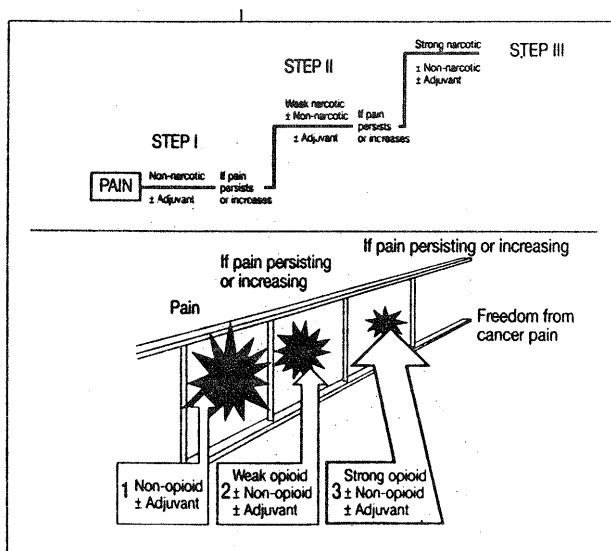 Strong narcotic
STEP III
± Non-narcotic
± Adjuvant
STEP II
Weak narcotic
± Non-narcotic
If pain
persists
or increases
± Adjuvant
STEP I
PAIN
Non-narcotic
± Adjuvant
If pain
persists
or increases
If pain persisting or increasing
If pain persisting
or increasing
Pain
Freedom from
cancer pain
1 Non-opioid
± Adjuvant
Weak opioid
2 ± Non-opioid
± Adjuvant
Strong opioid
3 ± Non-opioid
± Adjuvant